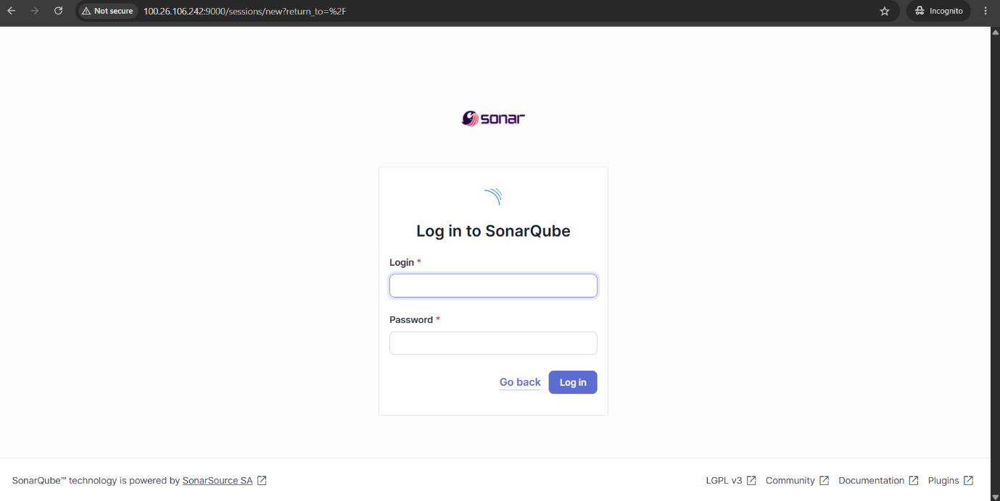 Not secure 100.26.106.242:9000/sessions/new?return_to=%2F Incognito
sonar
Log in to SonarQube
Login *
Password *
Go back Log in
SonarQube™ technology is powered by SonarSource SA LGPL v3 Community Documentation Plugins